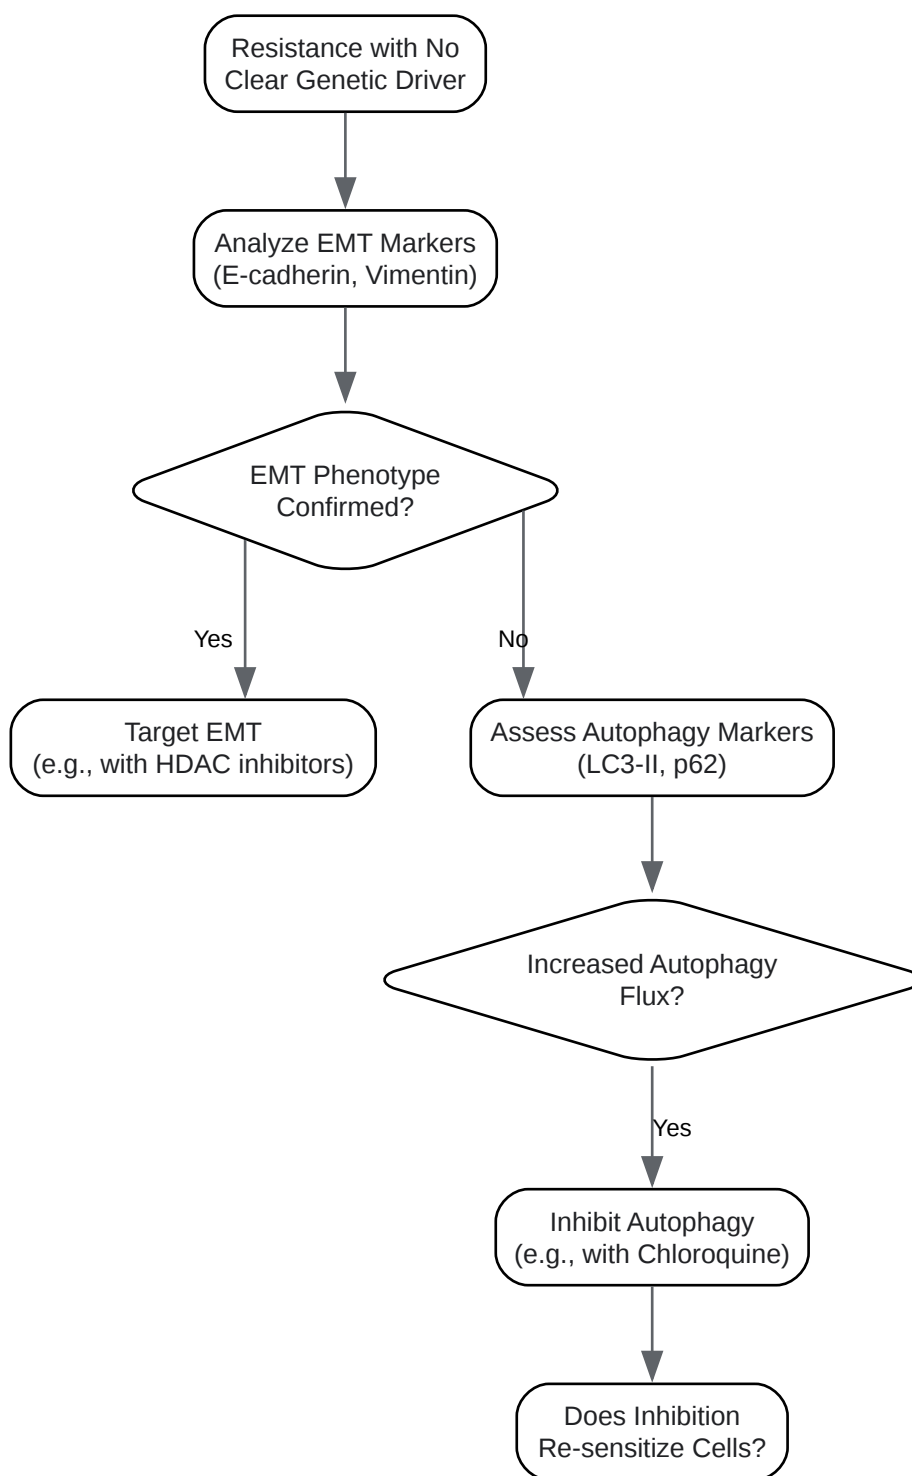 Resistance with No
Clear Genetic Driver
Analyze EMT Markers
(E-cadherin, Vimentin)
EMT Phenotype
Confirmed?
Yes
No
Target EMT
(e.g., with HDAC inhibitors)
Assess Autophagy Markers
(LC3-II, p62)
Increased Autophagy
Flux?
Yes
Inhibit Autophagy
(e.g., with Chloroquine)
Does Inhibition
Re-sensitize Cells?